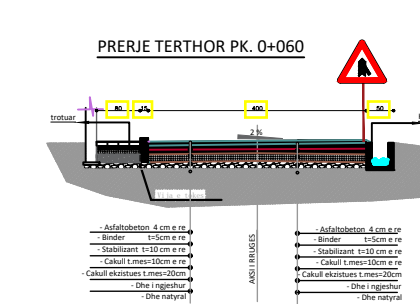 PRERJE TERTHOR PK. 0+060
80
15
400
50
trotuar
2 %
- Asfaltobeton 4 cm e re
- Binder t=5cm e re
- Stabilizant t=10 cm e re
- Cakull t.mes=10cm e re
- Cakull ekzistues t.mes=20cm
- Dhe i ngjeshur
- Dhe natyral
AKSI I RRUGES
- Asfaltobeton 4 cm e re
- Binder t=5cm e re
- Stabilizant t=10 cm e re
- Cakull t.mes=10cm e re
Cakull ekzistues t.mes=20cm
- Dhe i ngjeshur
- Dhe natyral